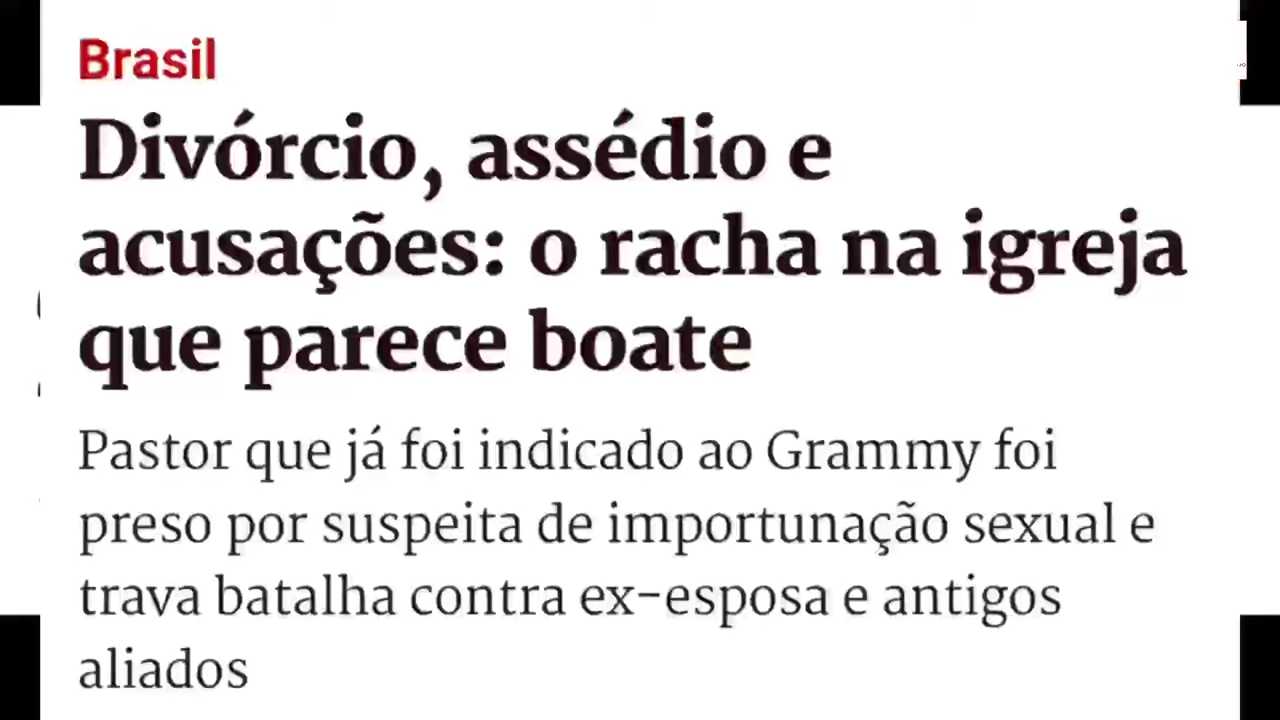 Brasil
Divórcio, assédio e
acusações: o racha na igreja
que parece boate
Pastor que já foi indicado ao Grammy foi
preso por suspeita de importunação sexual e
trava batalha contra ex-esposa e antigos
aliados